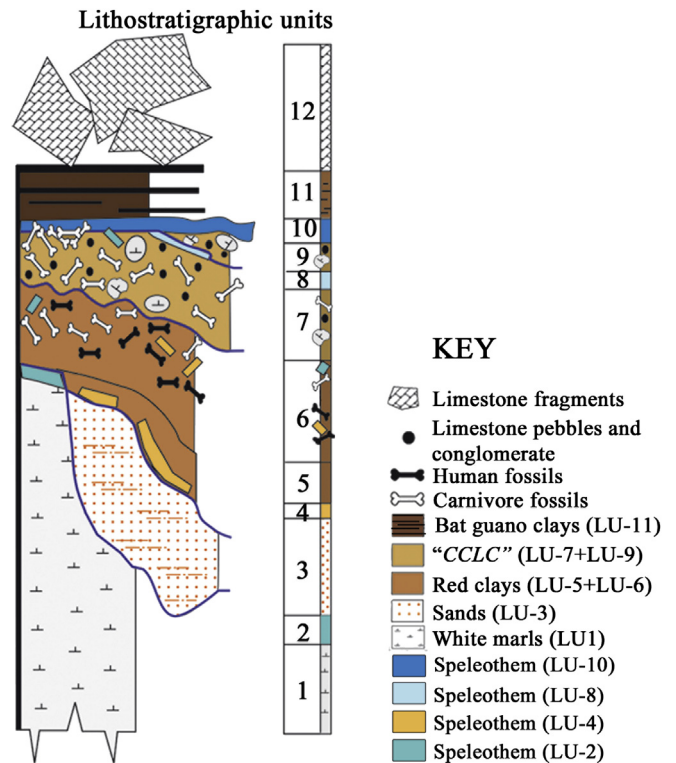 Lithostratigraphic units
12
11
10
9
8
7
6
5
4
3
2
1
KEY
Limestone fragments
Limestone pebbles and
conglomerate
Human fossils
Carnivore fossils
Bat guano clays (LU-11)
“CCLC” (LU-7+LU-9)
Red clays (LU-5+LU-6)
Sands (LU-3)
White marls (LU1)
Speleothem (LU-10)
Speleothem (LU-8)
Speleothem (LU-4)
Speleothem (LU-2)